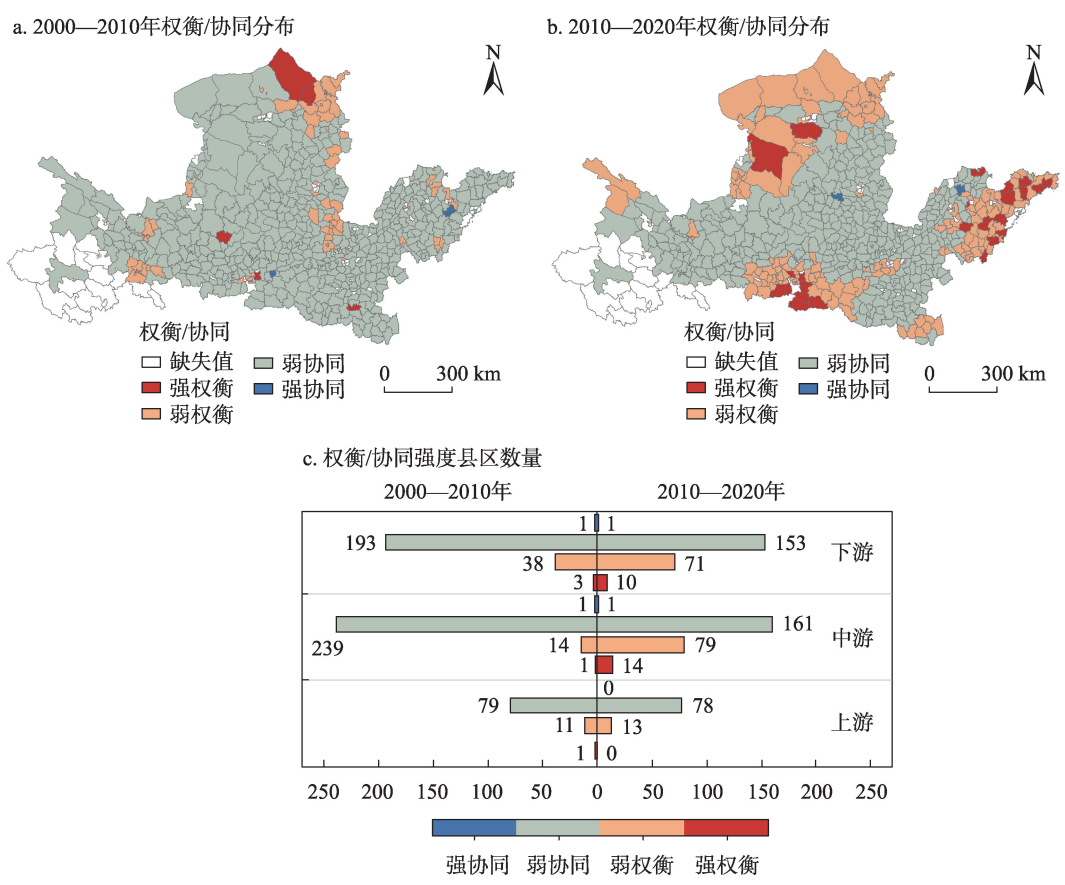 a. 2000—2010年权衡/协同分布
N
权衡/协同
缺失值
弱协同
强权衡
强协同
弱权衡
0 300 km
b. 2010—2020年权衡/协同分布
N
权衡/协同
缺失值
弱协同
强权衡
强协同
弱权衡
0 300 km
c. 权衡/协同强度县区数量
2000—2010年 2010—2020年
1 1
193 153 下游
38 71
3 10
1 1
239 161 中游
14 79
1 14
0
79 78 上游
11 13
1 0
250 200 150 100 50 0 50 100 150 200 250
强协同 弱协同 弱权衡 强权衡